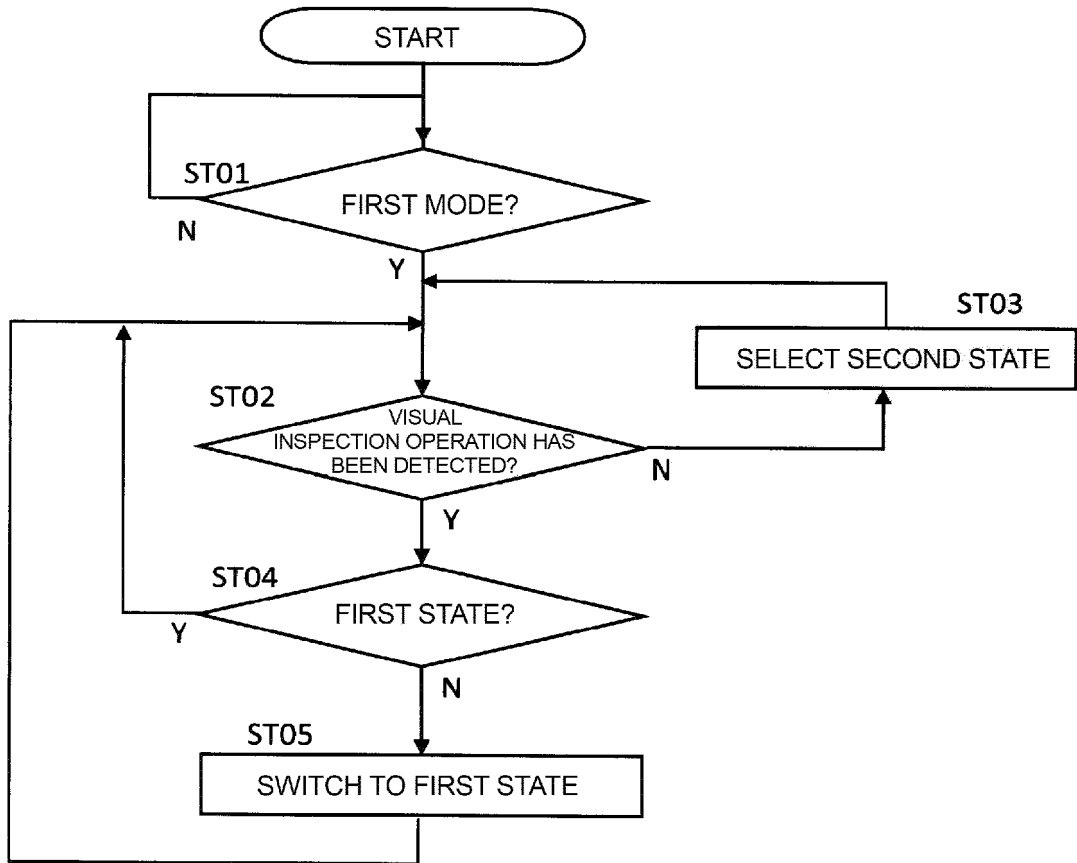 START
ST01
FIRST MODE?
N
Y
ST03
SELECT SECOND STATE
ST02
VISUAL
INSPECTION OPERATION HAS
BEEN DETECTED?
N
Y
ST04
FIRST STATE?
Y
N
ST05
SWITCH TO FIRST STATE